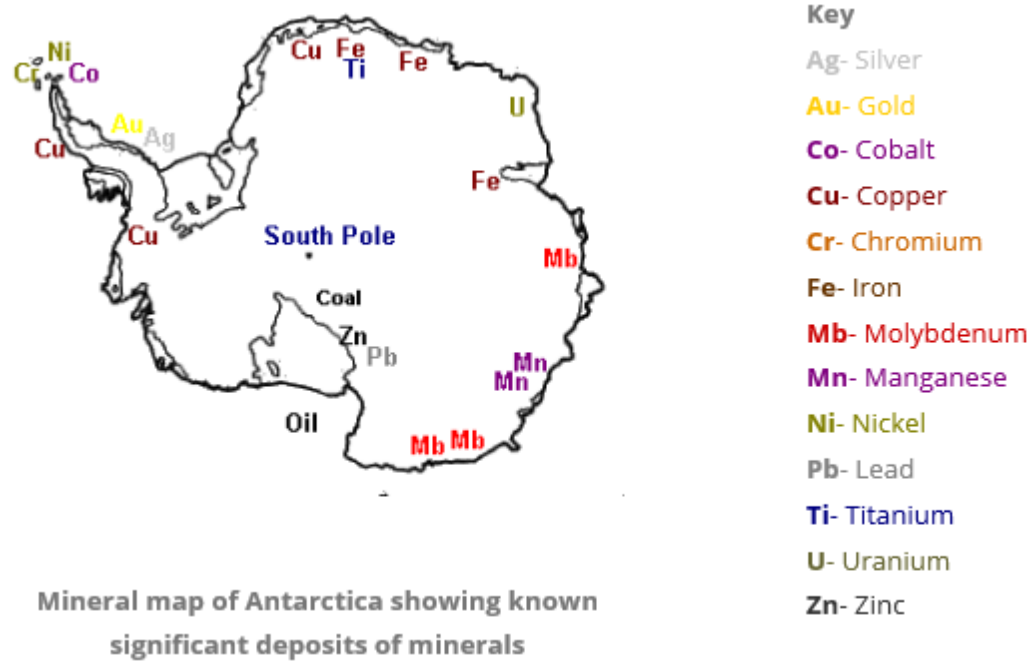 Ni
Cr
Co
Cu
Au
Ag
Cu
Cu
Fe
Ti
Fe
U
Fe
South Pole
Mb
Coal
Zn
Pb
Mn
Mn
Oil
Mb
Mb
Mineral map of Antarctica showing known
significant deposits of minerals
Key
Ag- Silver
Au- Gold
Co- Cobalt
Cu- Copper
Cr- Chromium
Fe- Iron
Mb- Molybdenum
Mn- Manganese
Ni- Nickel
Pb- Lead
Ti- Titanium
U- Uranium
Zn- Zinc